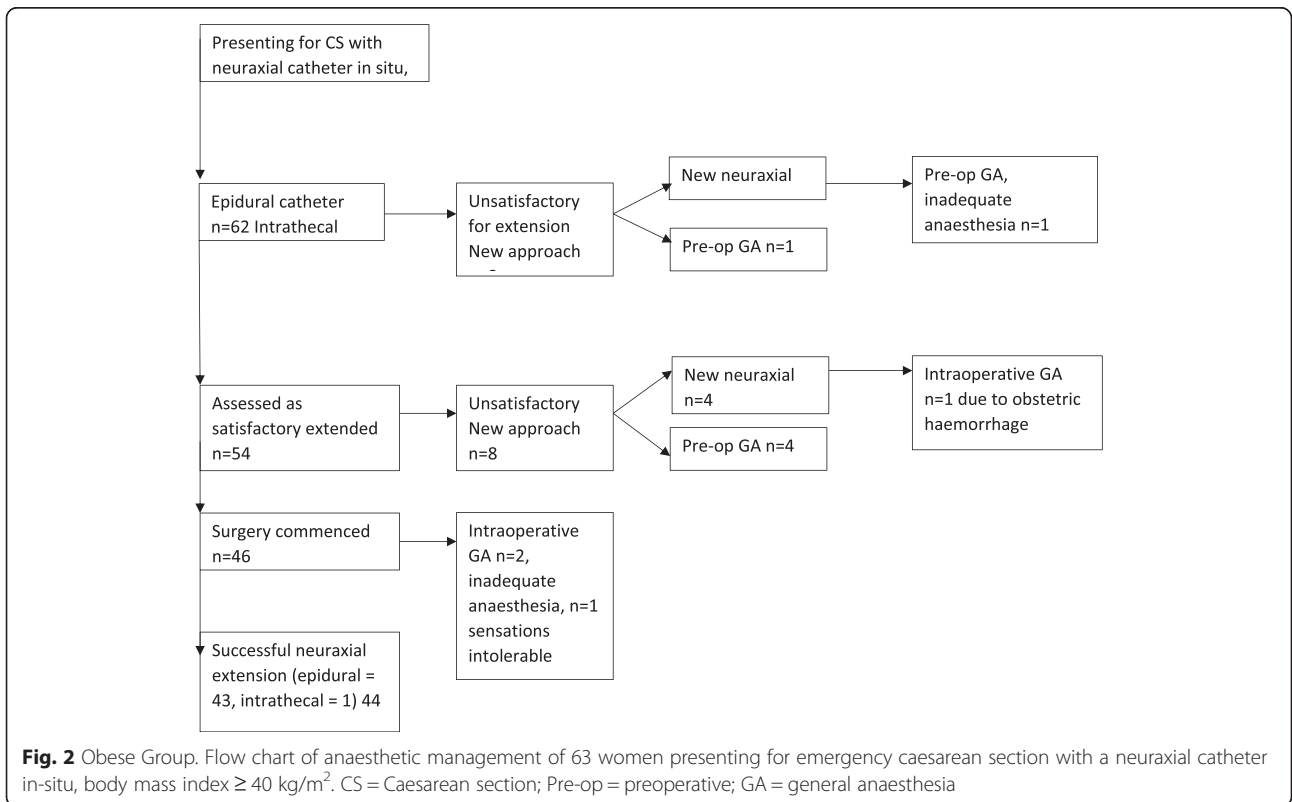 Presenting for CS with
neuraxial catheter in situ,
Epidural catheter
n=62 Intrathecal
Unsatisfactory
for extension
New approach
New neuraxial
Pre-op GA n=1
Pre-op GA,
inadequate
anaesthesia n=1
Assessed as
satisfactory extended
n=54
Unsatisfactory
New approach
n=8
New neuraxial
n=4
Pre-op GA n=4
Intraoperative GA
n=1 due to obstetric
haemorrhage
Surgery commenced
n=46
Intraoperative
GA n=2,
inadequate
anaesthesia, n=1
sensations
intolerable
Successful neuraxial
extension (epidural =
43, intrathecal = 1) 44
Fig. 2 Obese Group. Flow chart of anaesthetic management of 63 women presenting for emergency caesarean section with a neuraxial catheter
in-situ, body mass index ≥ 40 kg/m². CS = Caesarean section; Pre-op = preoperative; GA = general anaesthesia